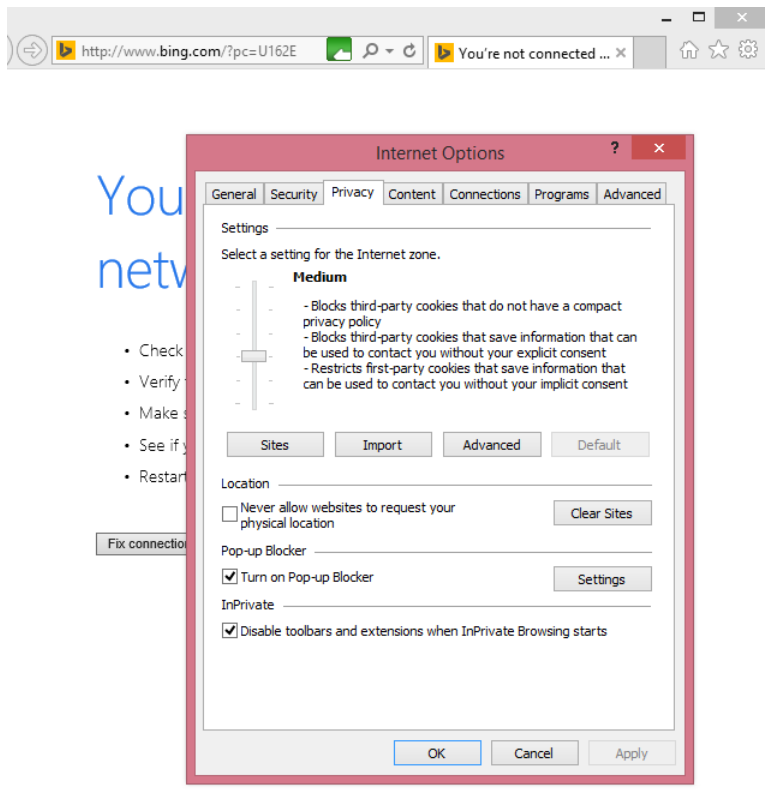 http://www.bing.com/?pc=U162E
You're not connected ...
Internet Options
General Security Privacy Content Connections Programs Advanced
You
netw
Settings
Select a setting for the Internet zone.
Medium
- Blocks third-party cookies that do not have a compact
privacy policy
- Blocks third-party cookies that save information that can
be used to contact you without your explicit consent
- Restricts first-party cookies that save information that
can be used to contact you without your implicit consent
• Check
• Verify
• Make s
• See if y
• Restart
Sites Import Advanced Default
Location
Never allow websites to request your
physical location
Clear Sites
Fix connection
Pop-up Blocker
Turn on Pop-up Blocker
Settings
InPrivate
Disable toolbars and extensions when InPrivate Browsing starts
OK Cancel Apply